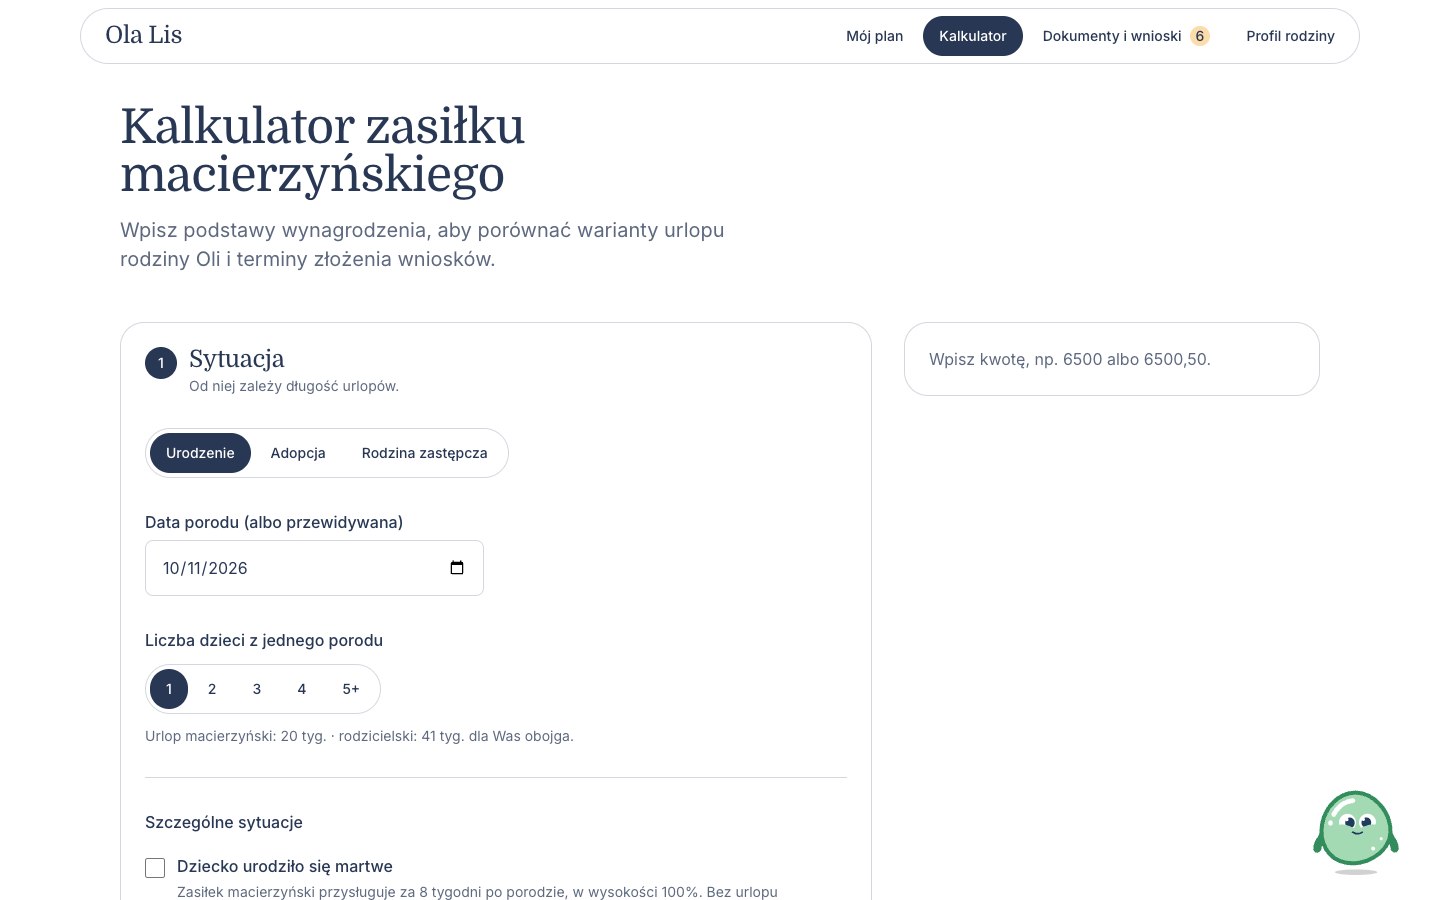 Ola Lis
Mój plan
Kalkulator
Dokumenty i wnioski 6
Profil rodziny
Kalkulator zasiłku
macierzyńskiego
Wpisz podstawy wynagrodzenia, aby porównać warianty urlopu
rodziny Oli i terminy złożenia wniosków.
1 Sytuacja
Od niej zależy długość urlopów.
Urodzenie
Adopcja
Rodzina zastępcza
Data porodu (albo przewidywana)
10/11/2026
Liczba dzieci z jednego porodu
1 2 3 4 5+
Urlop macierzyński: 20 tyg. · rodzicielski: 41 tyg. dla Was obojga.
Szczególne sytuacje
Dziecko urodziło się martwe
Zasiłek macierzyński przysługuje za 8 tygodni po porodzie, w wysokości 100%. Bez urlopu
Wpisz kwotę, np. 6500 albo 6500,50.